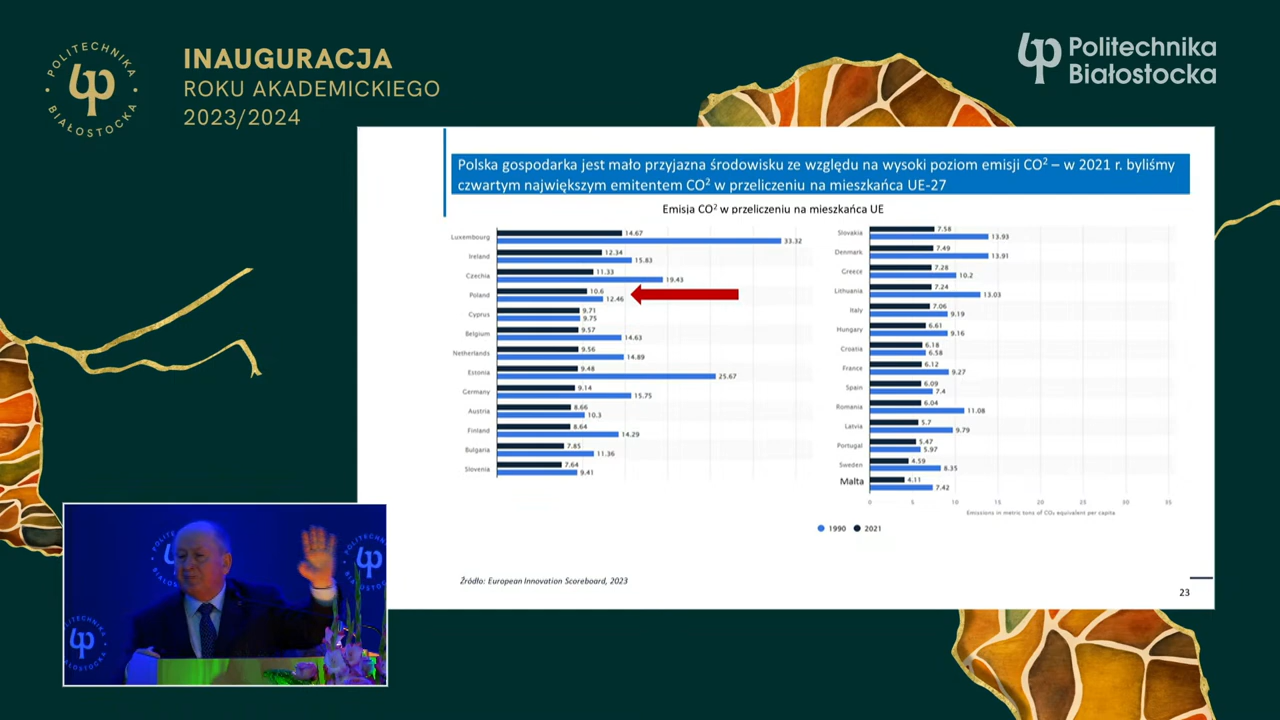 POLITECHNIKA
BIAŁOSTOCKA
INAUGURACJA
ROKU AKADEMICKIEGO
2023/2024
Politechnika
Białostocka
Polska gospodarka jest mało przyjazna środowisku ze względu na wysoki poziom emisji CO² – w 2021 r. byliśmy
czwartym największym emitentem CO² w przeliczeniu na mieszkańca UE-27
Emisja CO² w przeliczeniu na mieszkańca UE
Luxembourg 14.67
33.32
Ireland 12.34
15.83
Czechia 11.33
19.43
Poland 10.6
12.46
Cyprus 9.71
9.75
Belgium 9.57
14.63
Netherlands 9.56
14.89
Estonia 9.48
25.67
Germany 9.14
15.75
Austria 8.66
10.3
Finland 8.64
14.29
Bulgaria 7.85
11.36
Slovenia 7.64
9.41
Slovakia 7.58
13.93
Denmark 7.49
13.91
Greece 7.28
10.2
Lithuania 7.24
13.03
Italy 7.06
9.19
Hungary 6.61
9.16
Croatia 6.18
6.58
France 6.12
9.27
Spain 6.09
7.4
Romania 6.04
11.08
Latvia 5.7
9.79
Portugal 5.47
5.97
Sweden 4.59
8.35
Malta 4.11
7.42
0 5 10 15 20 25 30 35
Emissions in metric tons of CO₂ equivalent per capita
1990 2021
Źródło: European Innovation Scoreboard, 2023
23